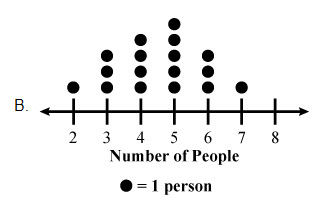 B.
2 3 4 5 6 7 8
Number of People
= 1 person